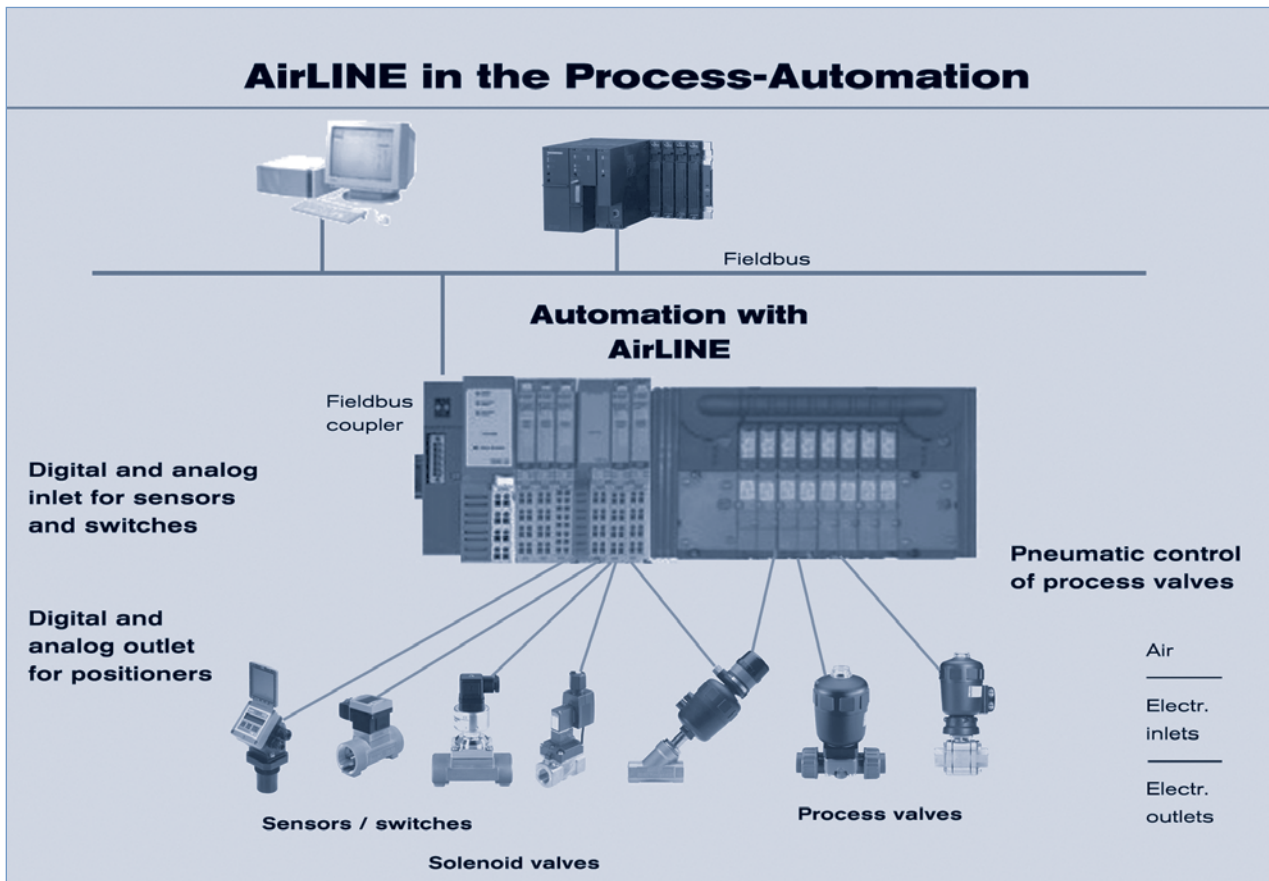 AirLINE in the Process-Automation
Fieldbus
Automation with
AirLINE
Fieldbus
coupler
Digital and analog
inlet for sensors
and switches
Pneumatic control
of process valves
Digital and
analog outlet
for positioners
Air
Electr.
inlets
Electr.
outlets
Sensors / switches
Process valves
Solenoid valves